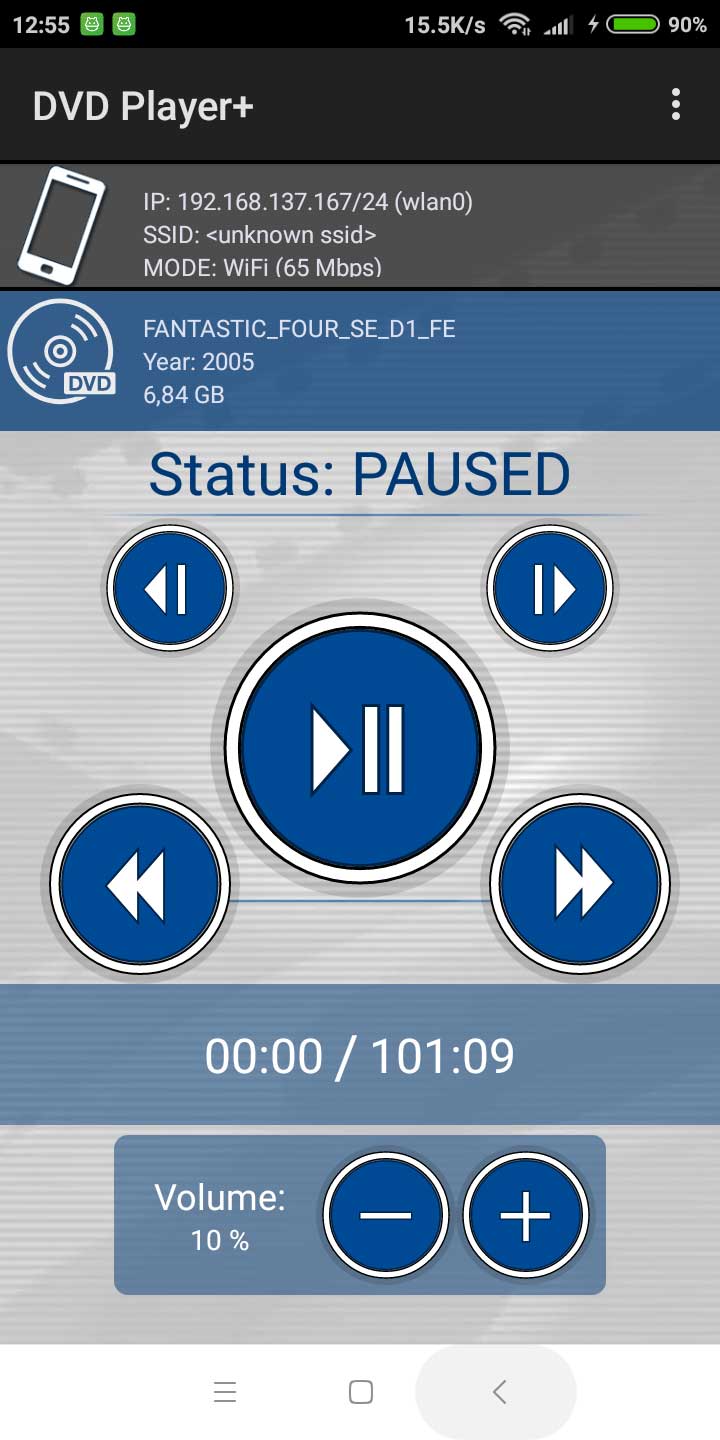 12:55 15.5K/s 90%
DVD Player+
IP: 192.168.137.167/24 (wlan0)
SSID: <unknown ssid>
MODE: WiFi (65 Mbps)
DVD
FANTASTIC_FOUR_SE_D1_FE
Year: 2005
6,84 GB
Status: PAUSED
00:00 / 101:09
Volume:
10 %